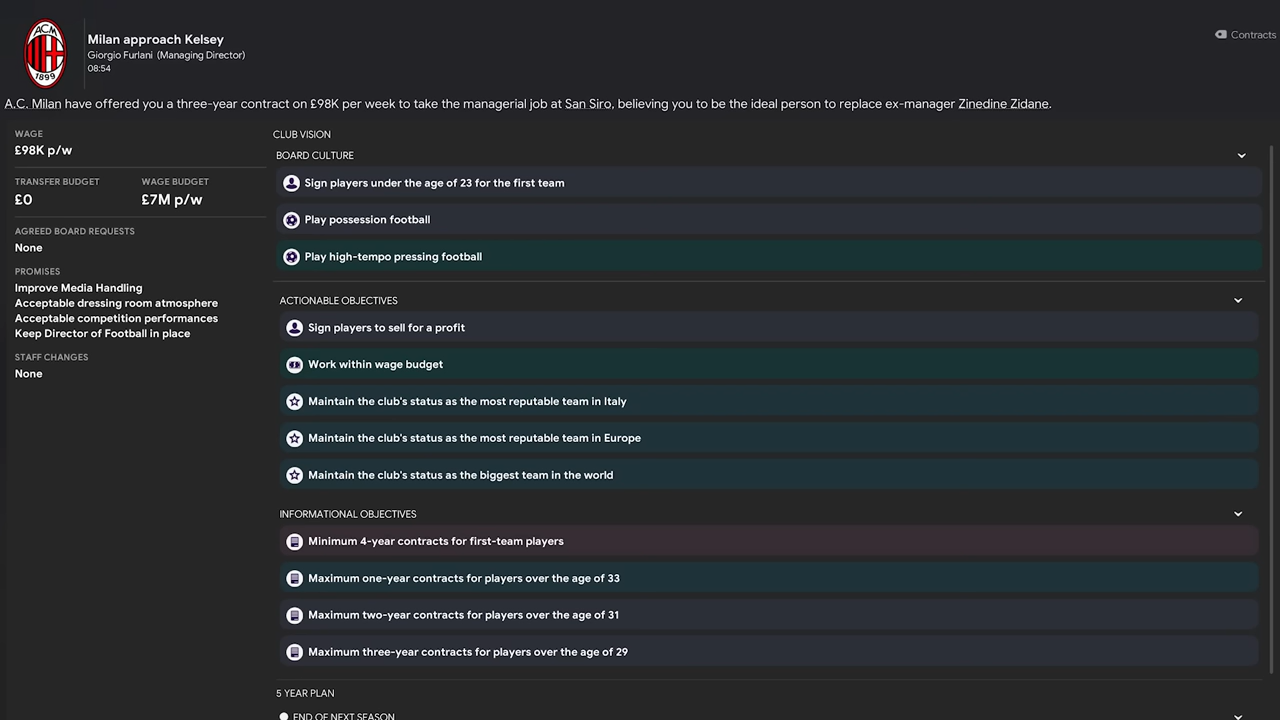 ACM
1899
Milan approach Kelsey
Giorgio Furlani (Managing Director)
08:54
Contracts
A.C. Milan have offered you a three-year contract on £98K per week to take the managerial job at San Siro, believing you to be the ideal person to replace ex-manager Zinedine Zidane.
WAGE
£98K p/w
TRANSFER BUDGET WAGE BUDGET
£0 £7M p/w
AGREED BOARD REQUESTS
None
PROMISES
Improve Media Handling
Acceptable dressing room atmosphere
Acceptable competition performances
Keep Director of Football in place
STAFF CHANGES
None
CLUB VISION
BOARD CULTURE
Sign players under the age of 23 for the first team
Play possession football
Play high-tempo pressing football
ACTIONABLE OBJECTIVES
Sign players to sell for a profit
Work within wage budget
Maintain the club's status as the most reputable team in Italy
Maintain the club's status as the most reputable team in Europe
Maintain the club's status as the biggest team in the world
INFORMATIONAL OBJECTIVES
Minimum 4-year contracts for first-team players
Maximum one-year contracts for players over the age of 33
Maximum two-year contracts for players over the age of 31
Maximum three-year contracts for players over the age of 29
5 YEAR PLAN
END OF NEXT SEASON